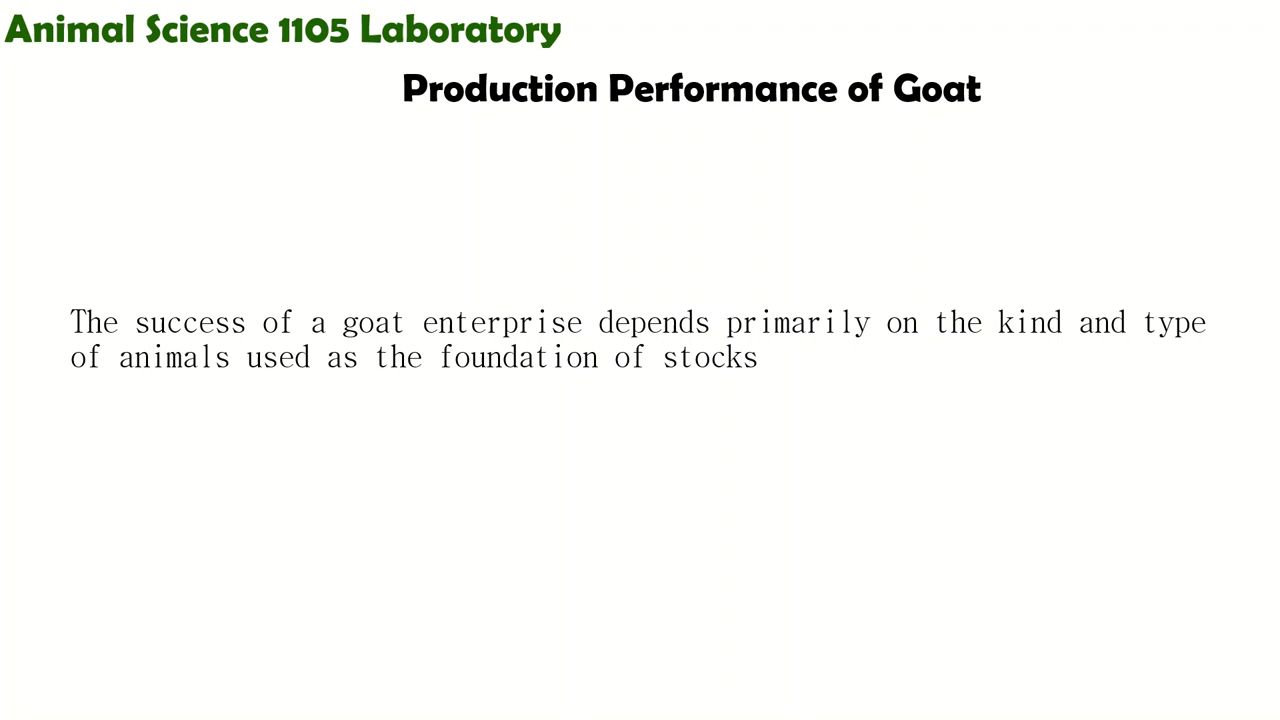 Animal Science 1105 Laboratory
Production Performance of Goat
The success of a goat enterprise depends primarily on the kind and type
of animals used as the foundation of stocks